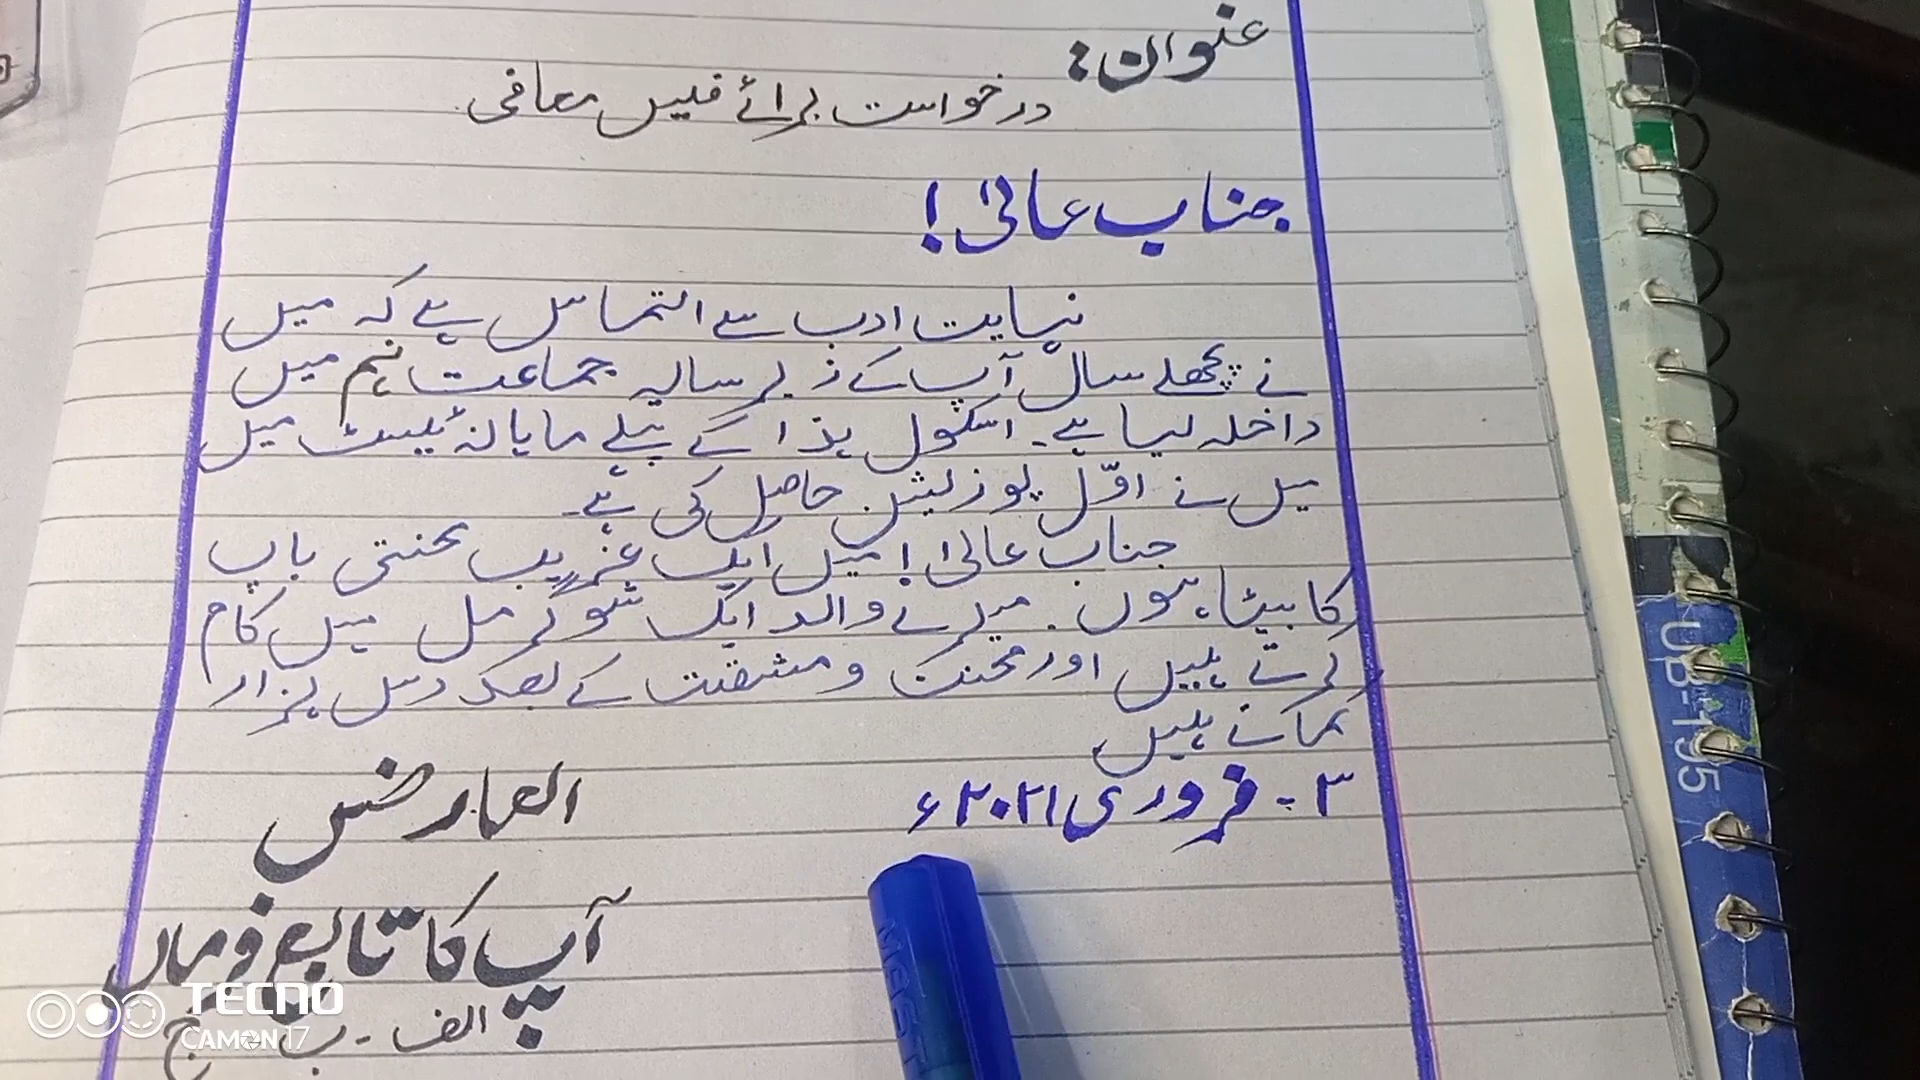 عنوان:
درخواست برائے فیس معافی
جناب عالیٰ!
نہایت ادب سے التماس ہے کہ میں
نے پچھلے سال آپ کے زیر سایہ جماعت نہم میں
داخلہ لیا ہے۔ اسکول ہذا کے پہلے ماہانہ ٹیسٹ میں
میں نے اوّل پوزیشن حاصل کی ہے۔
جناب عالیٰ! میں ایک غریب محنتی باپ
کا بیٹا ہوں۔ میرے والد ایک شوگر مل میں کام
کرتے ہیں اور محنت و مشقت کے بعد دس ہزار
کماتے ہیں
۳۔ فروری ۲۰۲۱ء
العارض
آپ کا تابع فرماں
الف - ب - ج
TECNO
CAMON 17
UB-195